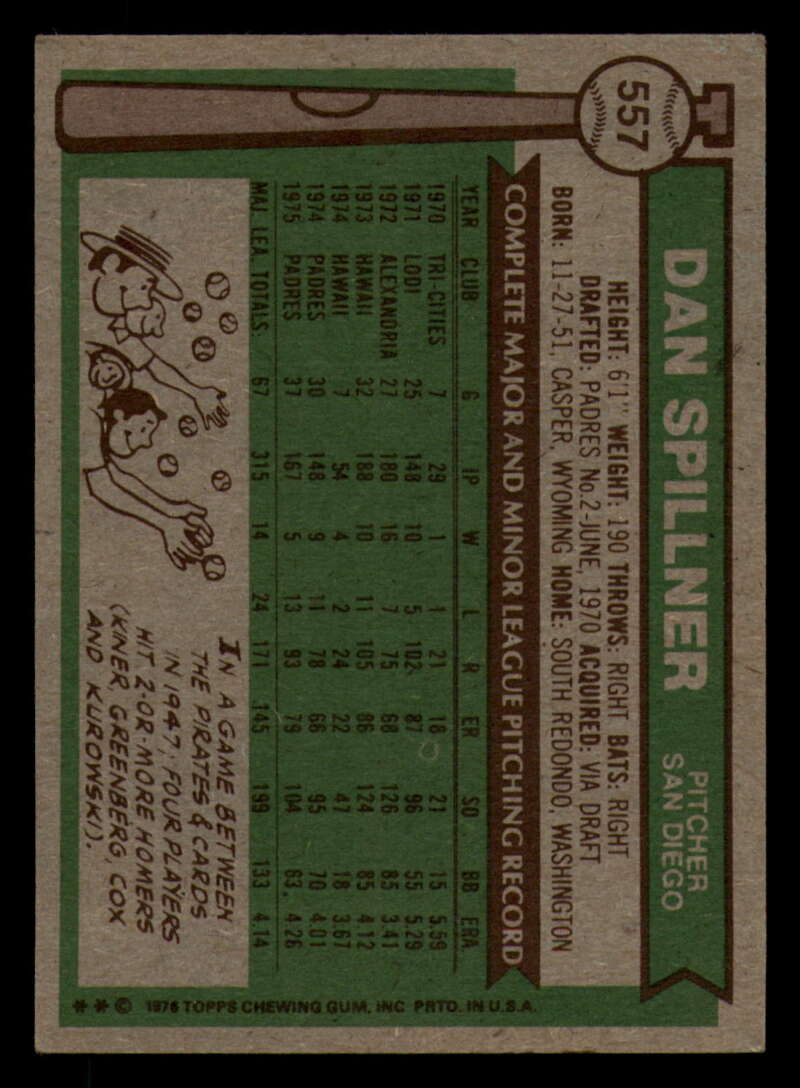 557
DAN SPILLNER
PITCHER
SAN DIEGO
HEIGHT: 6'1" WEIGHT: 190 THROWS: RIGHT BATS: RIGHT
DRAFTED: PADRES No.2-JUNE, 1970 ACQUIRED: VIA DRAFT
BORN: 11-27-51, CASPER, WYOMING HOME: SOUTH REDONDO, WASHINGTON
COMPLETE MAJOR AND MINOR LEAGUE PITCHING RECORD
YEAR CLUB G IP W L R ER SO BB ERA
1970 TRI-CITIES 7 29 1 1 21 18 21 15 5.59
1971 LODI 25 148 10 5 102 87 96 55 5.29
1972 ALEXANDRIA 27 180 16 7 75 68 126 85 3.41
1973 HAWAII 32 188 10 11 105 86 124 85 4.12
1974 HAWAII 7 54 4 2 24 22 47 18 3.67
1974 PADRES 30 148 9 11 78 66 95 70 4.01
1975 PADRES 37 167 5 13 93 79 104 63 4.26
MAJ. LEA. TOTALS 67 315 14 24 171 145 199 133 4.14
IN A GAME BETWEEN
THE PIRATES & CARDS
IN 1947, FOUR PLAYERS
HIT 2-OR-MORE HOMERS
(KINER, GREENBERG, COX
AND KUROWSKI).
** © 1976 TOPPS CHEWING GUM, INC. PRTD. IN U.S.A.